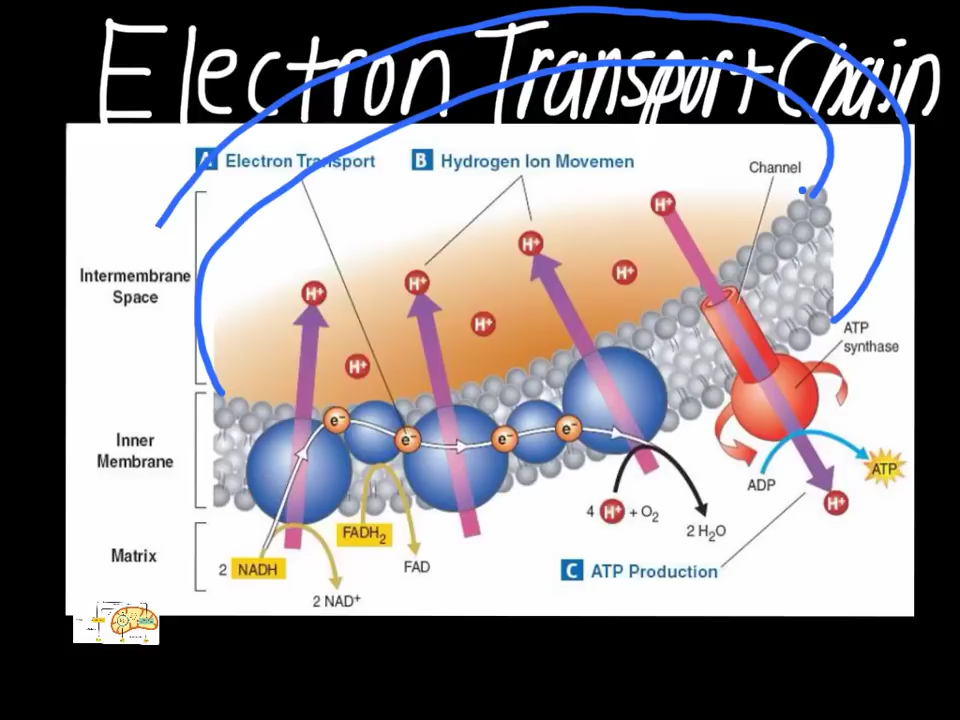 Electron Transport Chain
A Electron Transport
B Hydrogen Ion Movemen
Channel
H+
H+
H+
H+
H+
H+
H+
Intermembrane
Space
ATP
synthase
Inner
Membrane
e-
e-
e-
e-
ADP
ATP
H+
4 H+ + O2
2 H2O
FADH2
FAD
Matrix
2 NADH
2 NAD+
C ATP Production